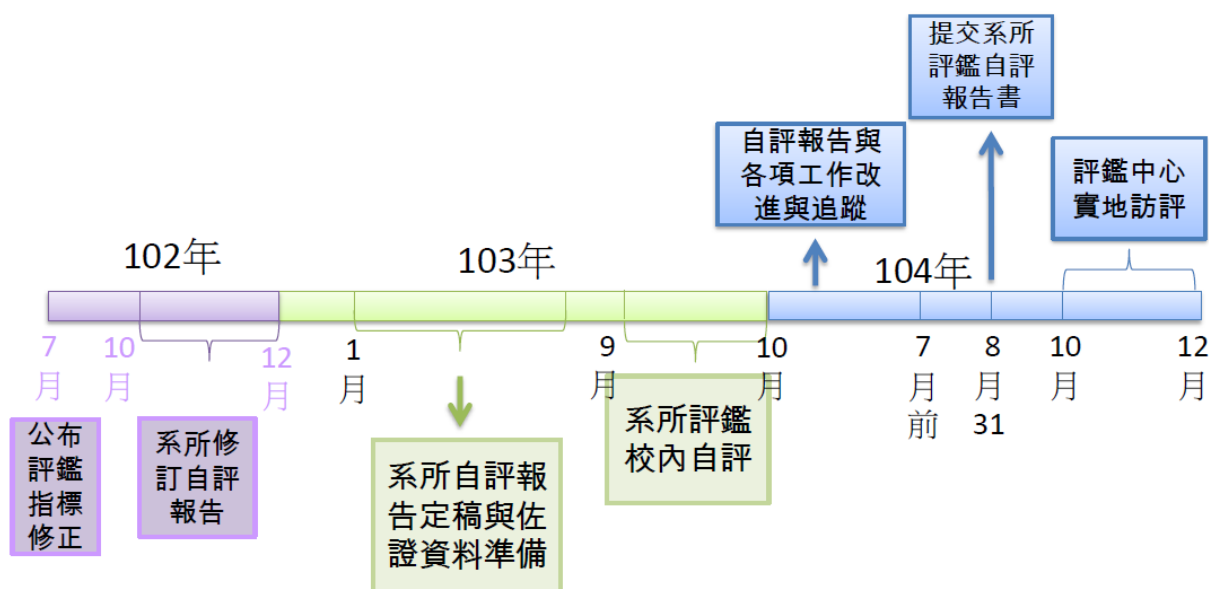 提交系所
評鑑自評
報告書
自評報告與
各項工作改
進與追蹤
評鑑中心
實地訪評
102年
103年
104年
7
月
10
月
12
月
1
月
9
月
10
月
7
月
前
8
月
31
10
月
12
月
公布
評鑑
指標
修正
系所修
訂自評
報告
系所自評報
告定稿與佐
證資料準備
系所評鑑
校內自評